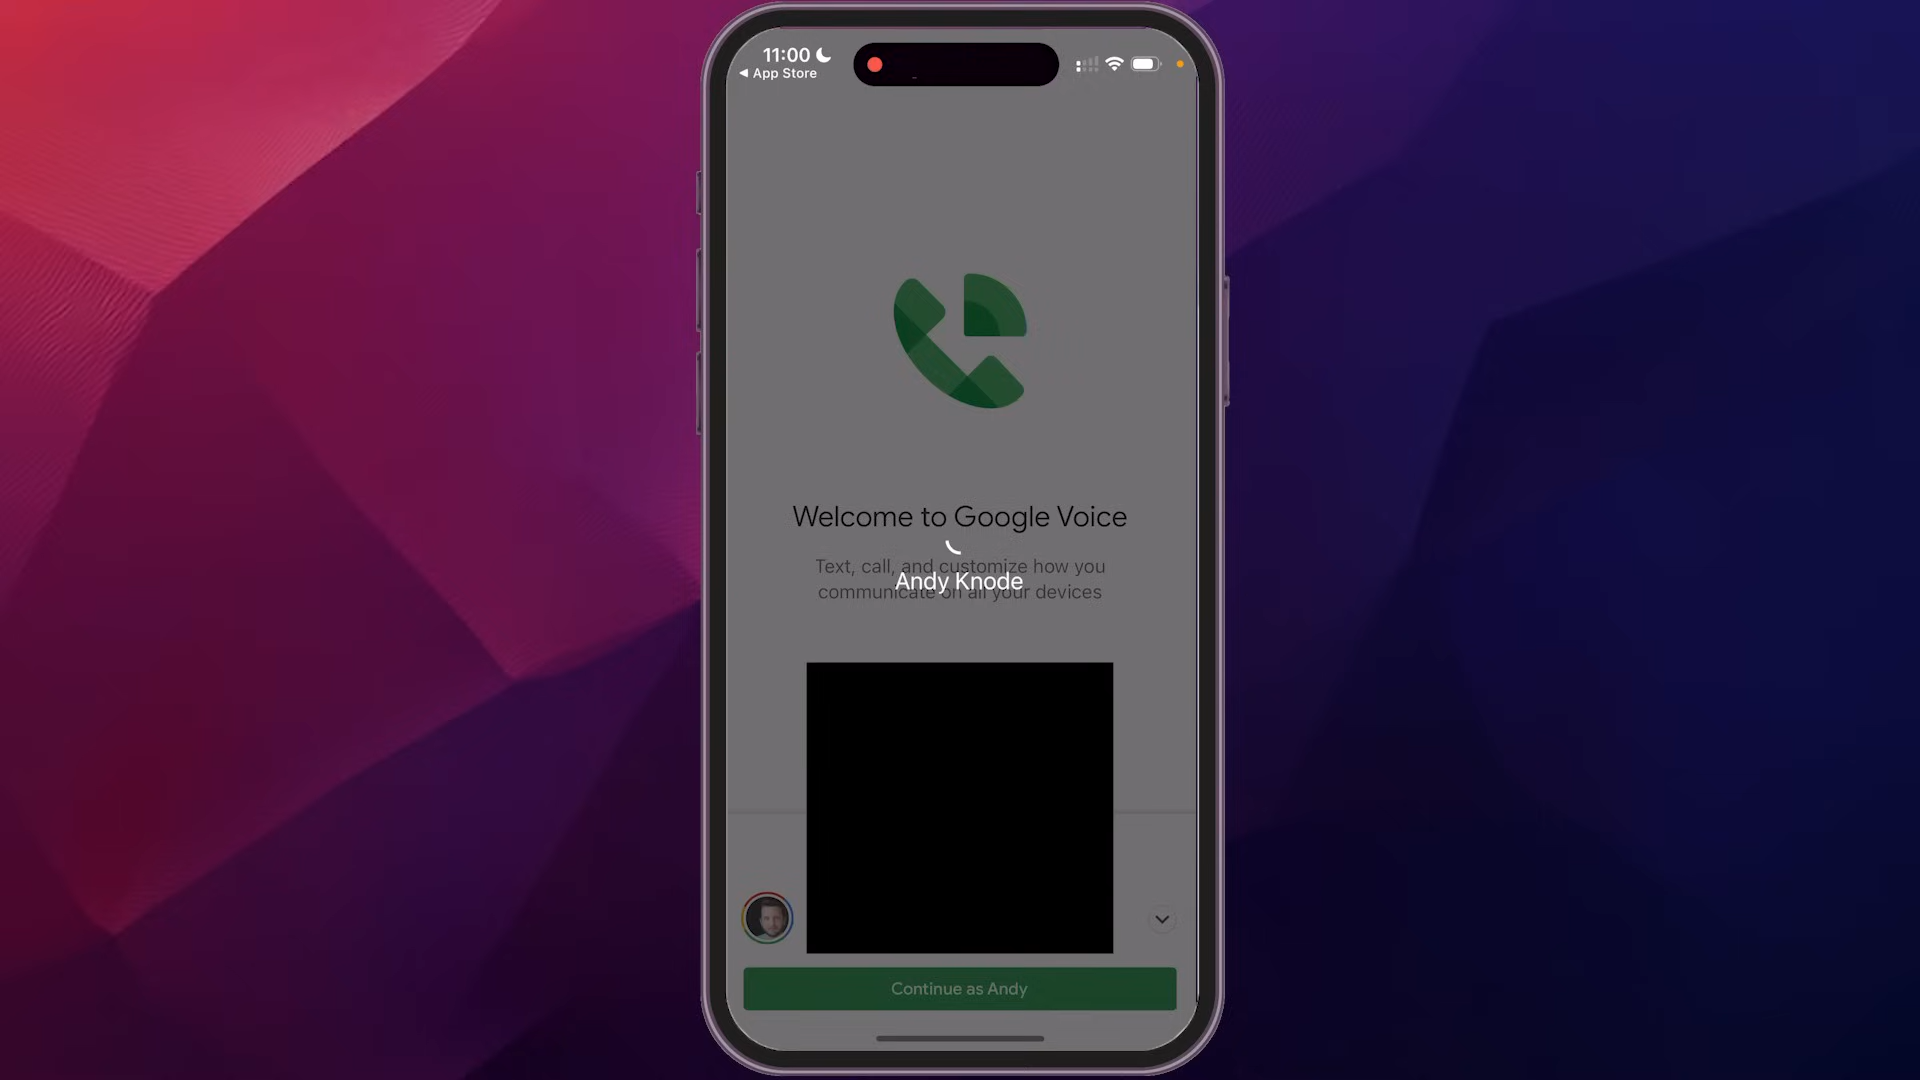 11:00
◀ App Store
Welcome to Google Voice
Text, call, and customize how you
Andy Knode
communicate on all your devices
Continue as Andy